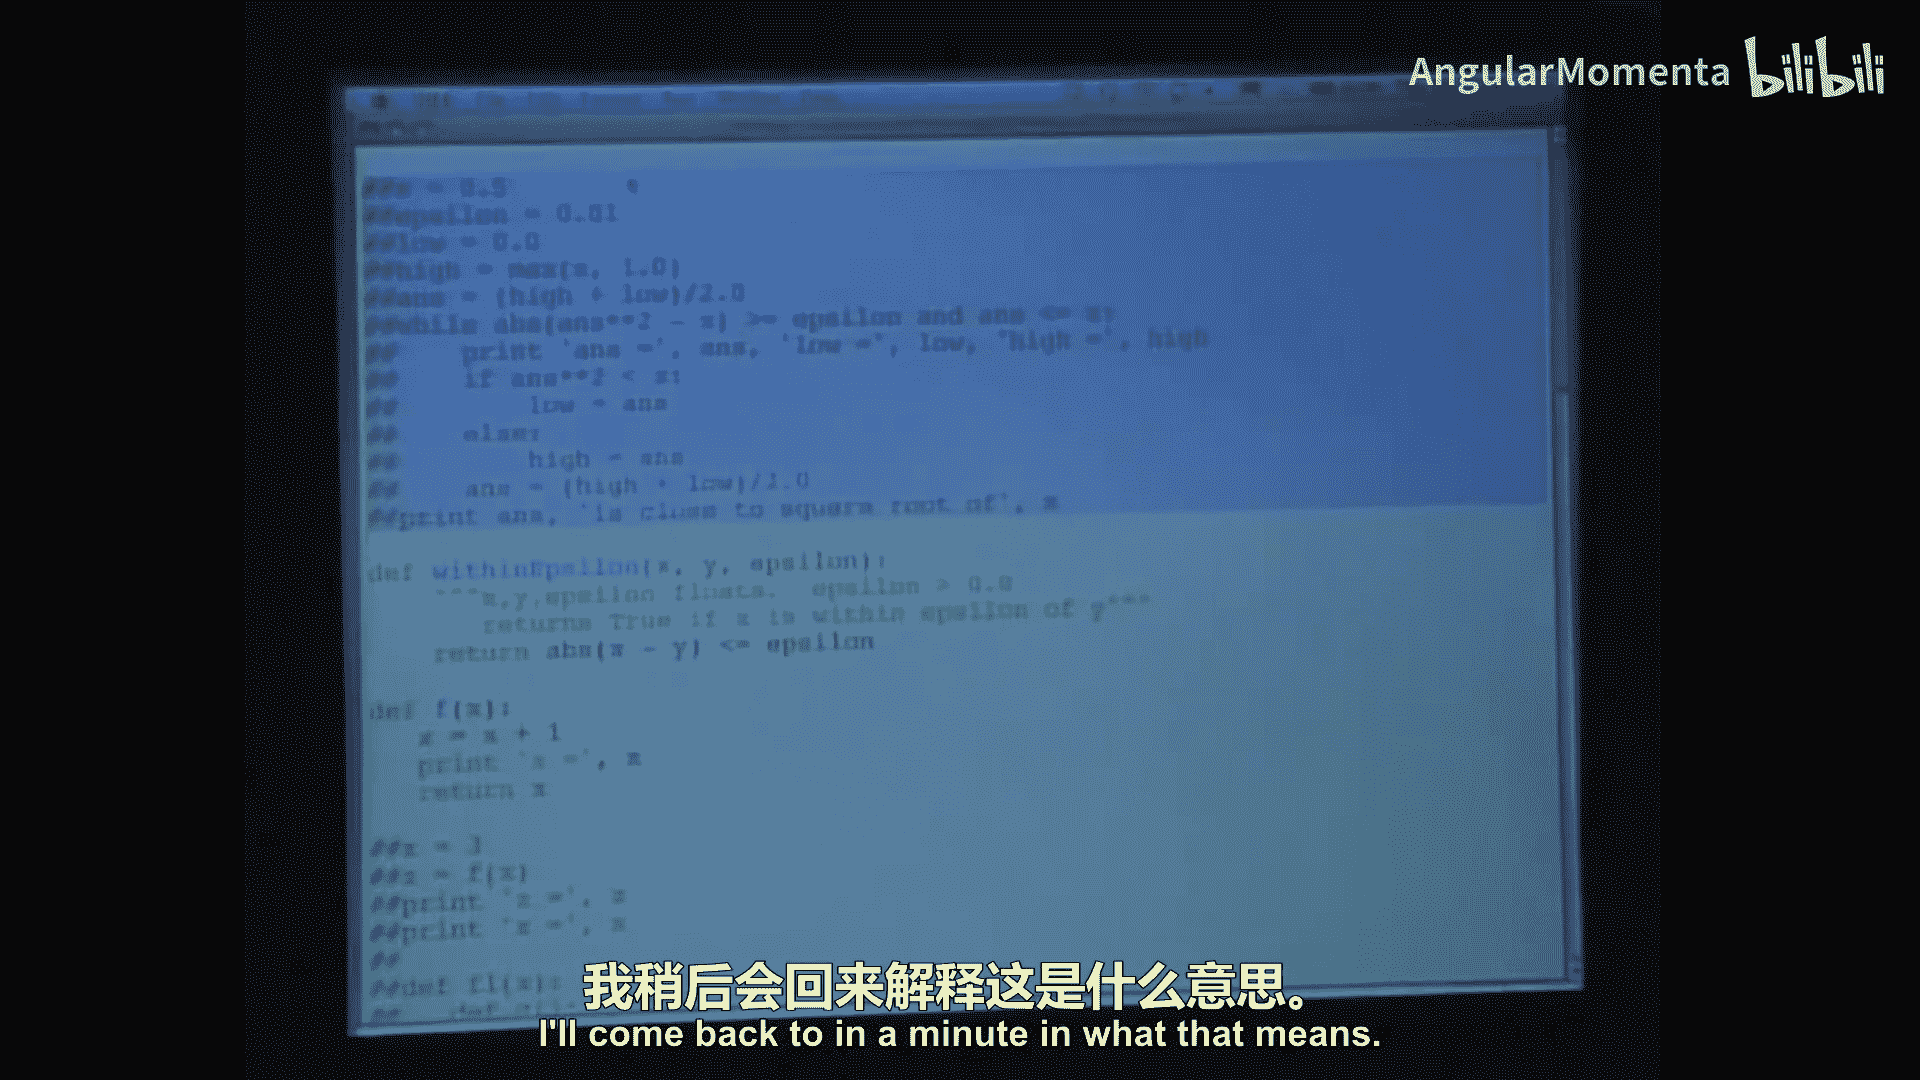 AngularMomenta bilibili
##x = 0.5
##epsilon = 0.01
##low = 0.0
##high = max(x, 1.0)
##ans = (high + low)/2.0
##while abs(ans**2 - x) >= epsilon and ans <= x:
##    print 'ans =', ans, 'low =', low, 'high =', high
##    if ans**2 < x:
##        low = ans
##    else:
##        high = ans
##    ans = (high + low)/2.0
##print ans, 'is close to square root of', x
def withinEpsilon(x, y, epsilon):
"""x,y,epsilon floats.  epsilon > 0.0
returns True if x is within epsilon of y"""
return abs(x - y) <= epsilon
def f(x):
x = x + 1
print 'x =', x
return x
##x = 3
##z = f(x)
##print 'z =', z
##print 'x =', x
##
##def f1(x):
##    def
我稍后会回来解释这是什么意思。
I'll come back to in a minute in what that means.